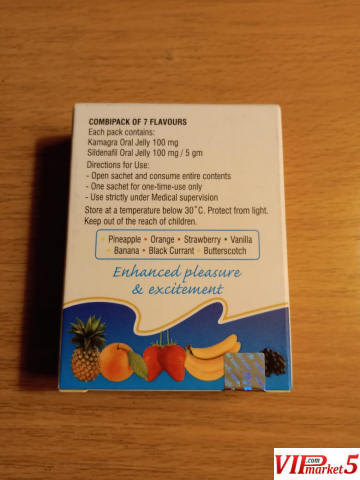 COMBIPACK OF 7 FLAVOURS
Each pack contains:
Kamagra Oral Jelly 100 mg
Sildenafil Oral Jelly 100 mg / 5 gm
Directions for Use:
- Open sachet and consume entire contents
- One sachet for one-time-use only
- Use strictly under Medical supervision
Store at a temperature below 30˚C. Protect from light.
Keep out of the reach of children.
• Pineapple • Orange • Strawberry • Vanilla
• Banana • Black Currant • Butterscotch
Enhanced pleasure
& excitement
VIP.com
market5